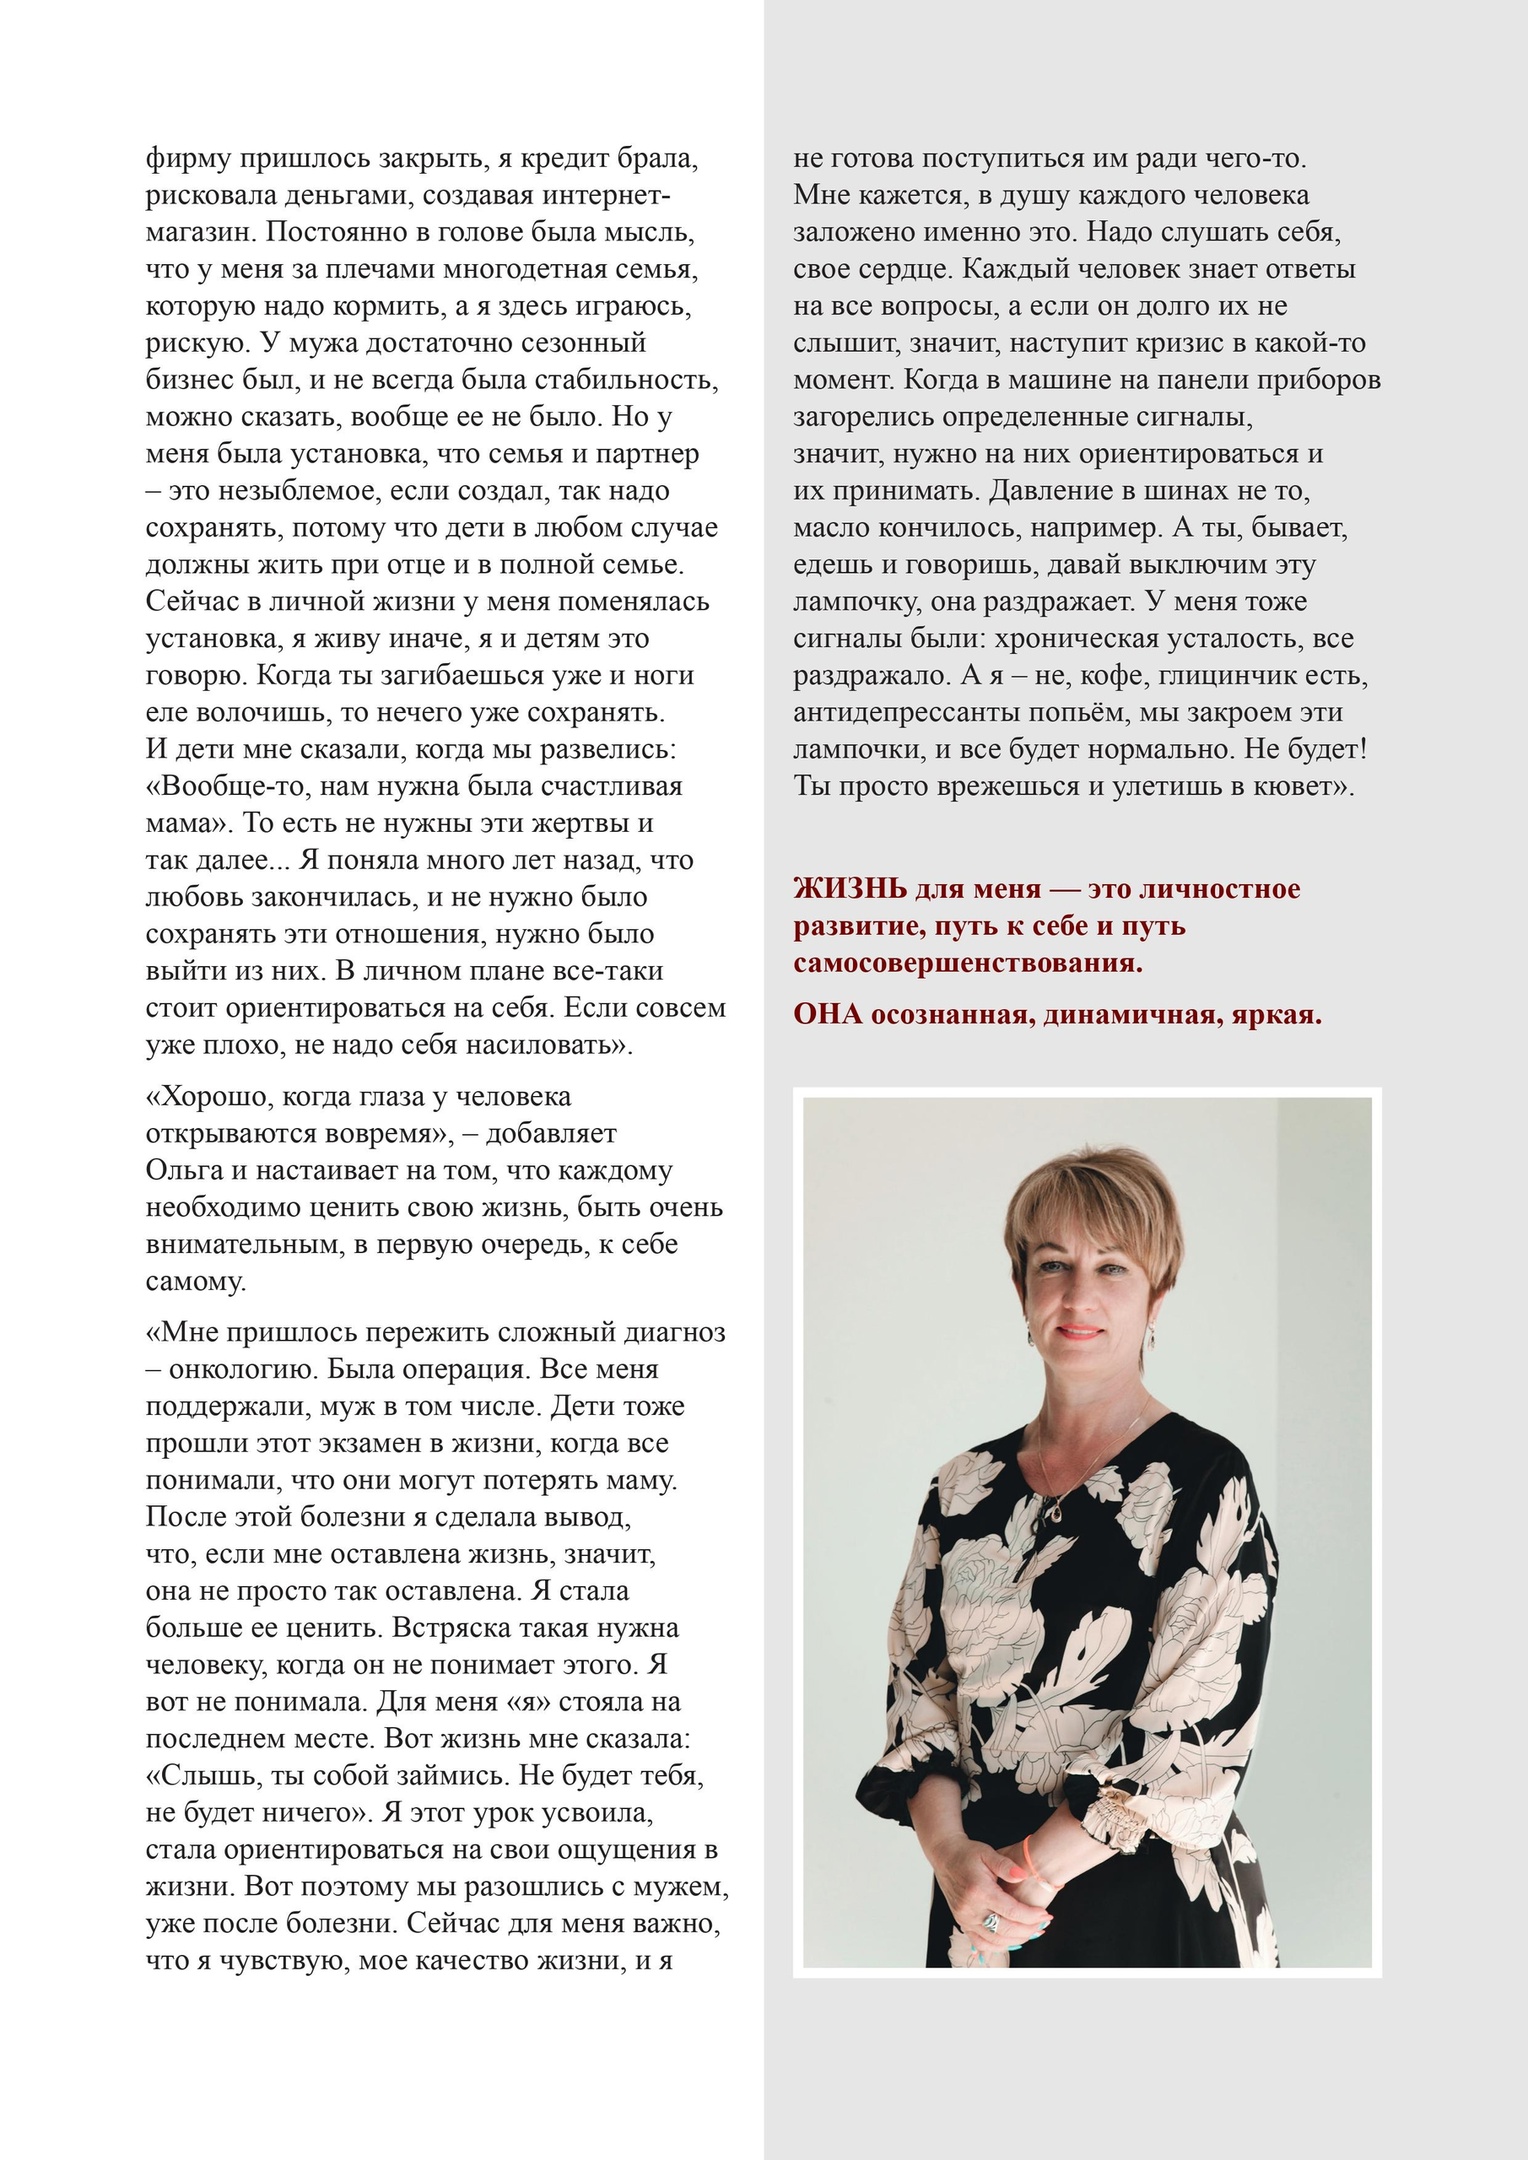 фирму пришлось закрыть, я кредит брала,
рисковала деньгами, создавая интернет-
магазин. Постоянно в голове была мысль,
что у меня за плечами многодетная семья,
которую надо кормить, а я здесь играюсь,
рискую. У мужа достаточно сезонный
бизнес был, и не всегда была стабильность,
можно сказать, вообще ее не было. Но у
меня была установка, что семья и партнер
– это незыблемое, если создал, так надо
сохранять, потому что дети в любом случае
должны жить при отце и в полной семье.
Сейчас в личной жизни у меня поменялась
установка, я живу иначе, я и детям это
говорю. Когда ты загибаешься уже и ноги
еле волочишь, то нечего уже сохранять.
И дети мне сказали, когда мы развелись:
«Вообще-то, нам нужна была счастливая
мама». То есть не нужны эти жертвы и
так далее... Я поняла много лет назад, что
любовь закончилась, и не нужно было
сохранять эти отношения, нужно было
выйти из них. В личном плане все-таки
стоит ориентироваться на себя. Если совсем
уже плохо, не надо себя насиловать».
«Хорошо, когда глаза у человека
открываются вовремя», – добавляет
Ольга и настаивает на том, что каждому
необходимо ценить свою жизнь, быть очень
внимательным, в первую очередь, к себе
самому.
«Мне пришлось пережить сложный диагноз
– онкологию. Была операция. Все меня
поддержали, муж в том числе. Дети тоже
прошли этот экзамен в жизни, когда все
понимали, что они могут потерять маму.
После этой болезни я сделала вывод,
что, если мне оставлена жизнь, значит,
она не просто так оставлена. Я стала
больше ее ценить. Встряска такая нужна
человеку, когда он не понимает этого. Я
вот не понимала. Для меня «я» стояла на
последнем месте. Вот жизнь мне сказала:
«Слышь, ты собой займись. Не будет тебя,
не будет ничего». Я этот урок усвоила,
стала ориентироваться на свои ощущения в
жизни. Вот поэтому мы разошлись с мужем,
уже после болезни. Сейчас для меня важно,
что я чувствую, мое качество жизни, и я
не готова поступиться им ради чего-то.
Мне кажется, в душу каждого человека
заложено именно это. Надо слушать себя,
свое сердце. Каждый человек знает ответы
на все вопросы, а если он долго их не
слышит, значит, наступит кризис в какой-то
момент. Когда в машине на панели приборов
загорелись определенные сигналы,
значит, нужно на них ориентироваться и
их принимать. Давление в шинах не то,
масло кончилось, например. А ты, бывает,
едешь и говоришь, давай выключим эту
лампочку, она раздражает. У меня тоже
сигналы были: хроническая усталость, все
раздражало. А я – не, кофе, глицинчик есть,
антидепрессанты попьём, мы закроем эти
лампочки, и все будет нормально. Не будет!
Ты просто врежешься и улетишь в кювет».
ЖИЗНЬ для меня — это личностное
развитие, путь к себе и путь
самосовершенствования.
ОНА осознанная, динамичная, яркая.